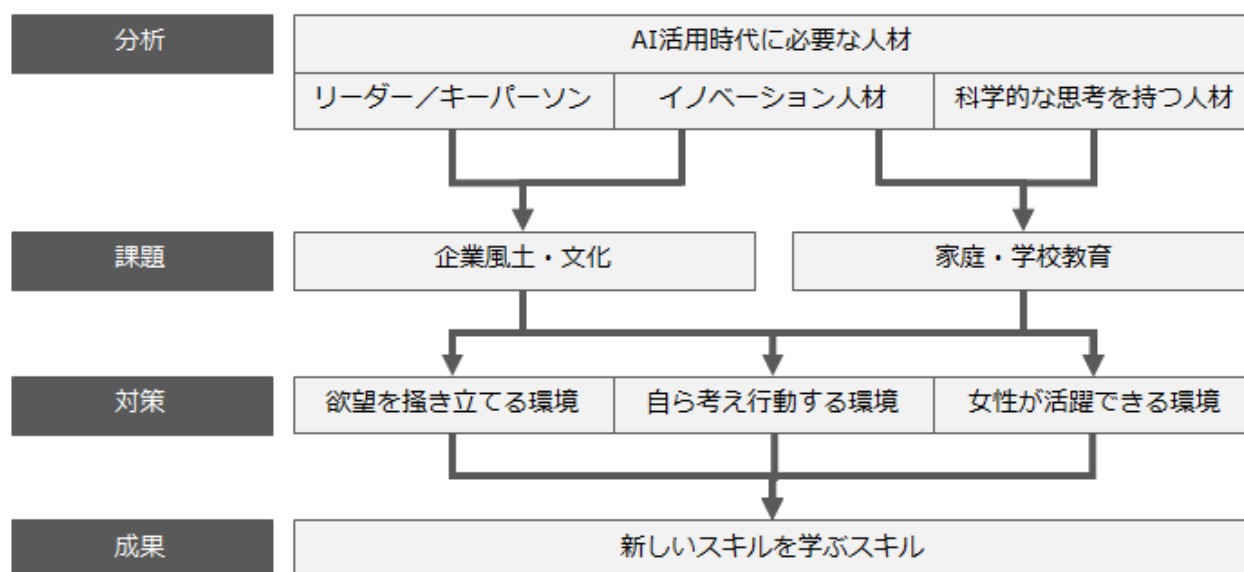 分析
AI活用時代に必要な人材
リーダー／キーパーソン
イノベーション人材
科学的な思考を持つ人材
課題
企業風土・文化
家庭・学校教育
対策
欲望を掻き立てる環境
自ら考え行動する環境
女性が活躍できる環境
成果
新しいスキルを学ぶスキル